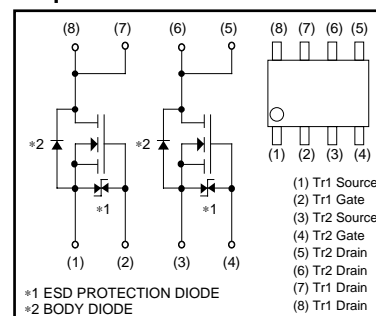 (8) (7) (6) (5)
(8) (7) (6) (5)
∗2 ∗2
∗1 ∗1
(1) (2) (3) (4)
(1) (2) (3) (4)
(1) Tr1 Source
(2) Tr1 Gate
(3) Tr2 Source
(4) Tr2 Gate
(5) Tr2 Drain
(6) Tr2 Drain
(7) Tr1 Drain
(8) Tr1 Drain
∗1 ESD PROTECTION DIODE
∗2 BODY DIODE